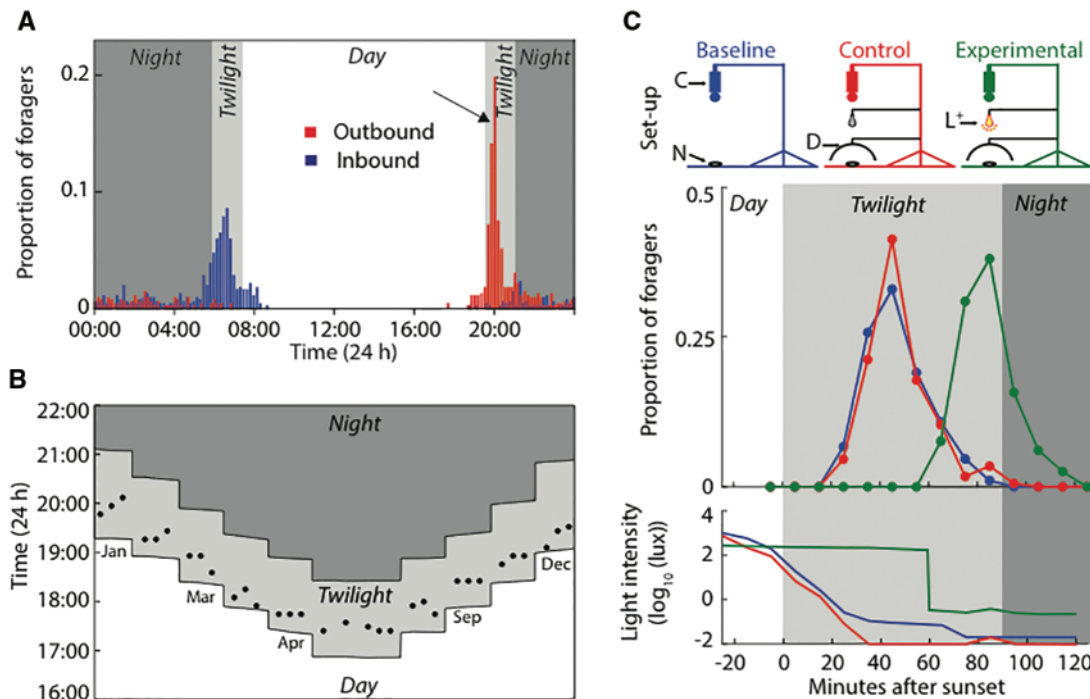 A
Night
Twilight
Day
Twilight
Night
Proportion of foragers
0.2
0.1
0
Outbound
Inbound
00:00 04:00 08:00 12:00 16:00 20:00
Time (24 h)
B
Time (24 h)
22:00
21:00
20:00
19:00
18:00
17:00
16:00
Night
Twilight
Day
Jan
Mar
Apr
Sep
Dec
C
Baseline Control Experimental
Set-up
C
N
D
L+
Day Twilight Night
Proportion of foragers
0.5
0.25
0
Light intensity
(log10 (lux))
4
2
0
-2
-20 0 20 40 60 80 100 120
Minutes after sunset